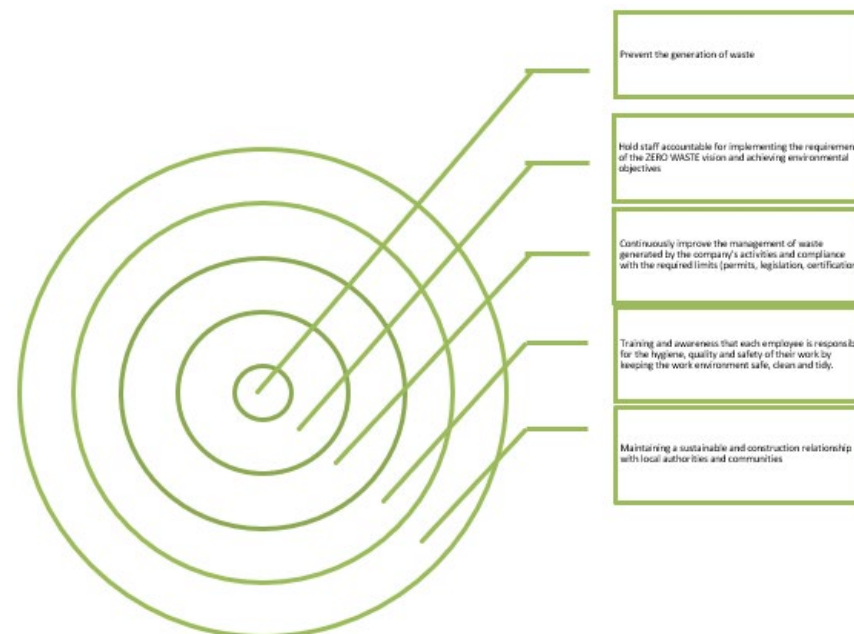 Prevent the generation of waste
Hold staff accountable for implementing the
of the ZERO WASTE vision and achieving environmental
objectives
Continuously improve the management of waste
generated by the company's activities and compliance
with the required limits (permits, legislation,
Training and awareness that each employee is
for the hygiene, quality and safety of their work by
keeping the work environment safe, clean and tidy.
Maintaining a sustainable and construction relationship
with local authorities and communities